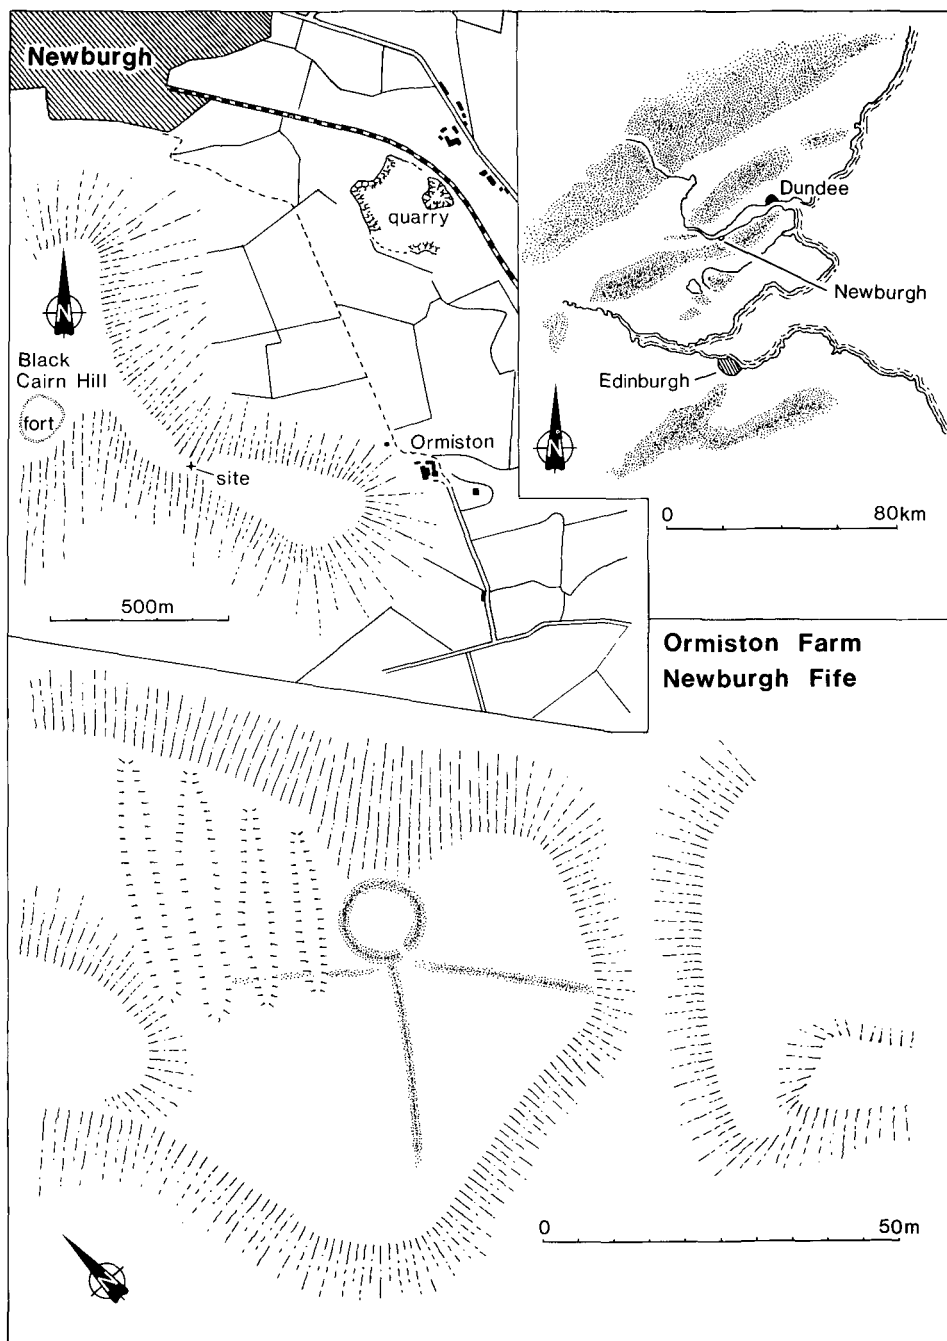 Newburgh
quarry
N
Black
Cairn Hill
fort
site
Ormiston
500m
Dundee
Newburgh
Edinburgh
N
0 80km
Ormiston Farm
Newburgh Fife
0 50m
N